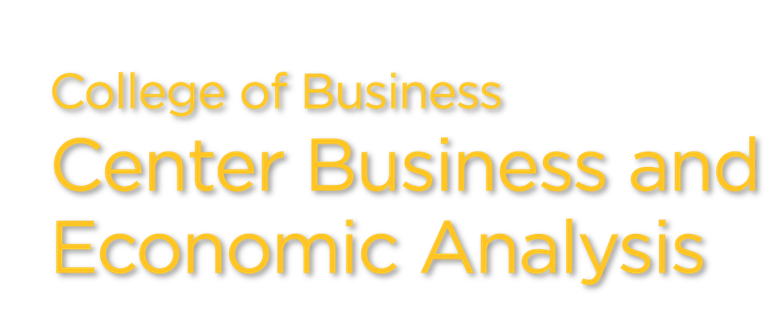 College of Business
Center Business and
Economic Analysis